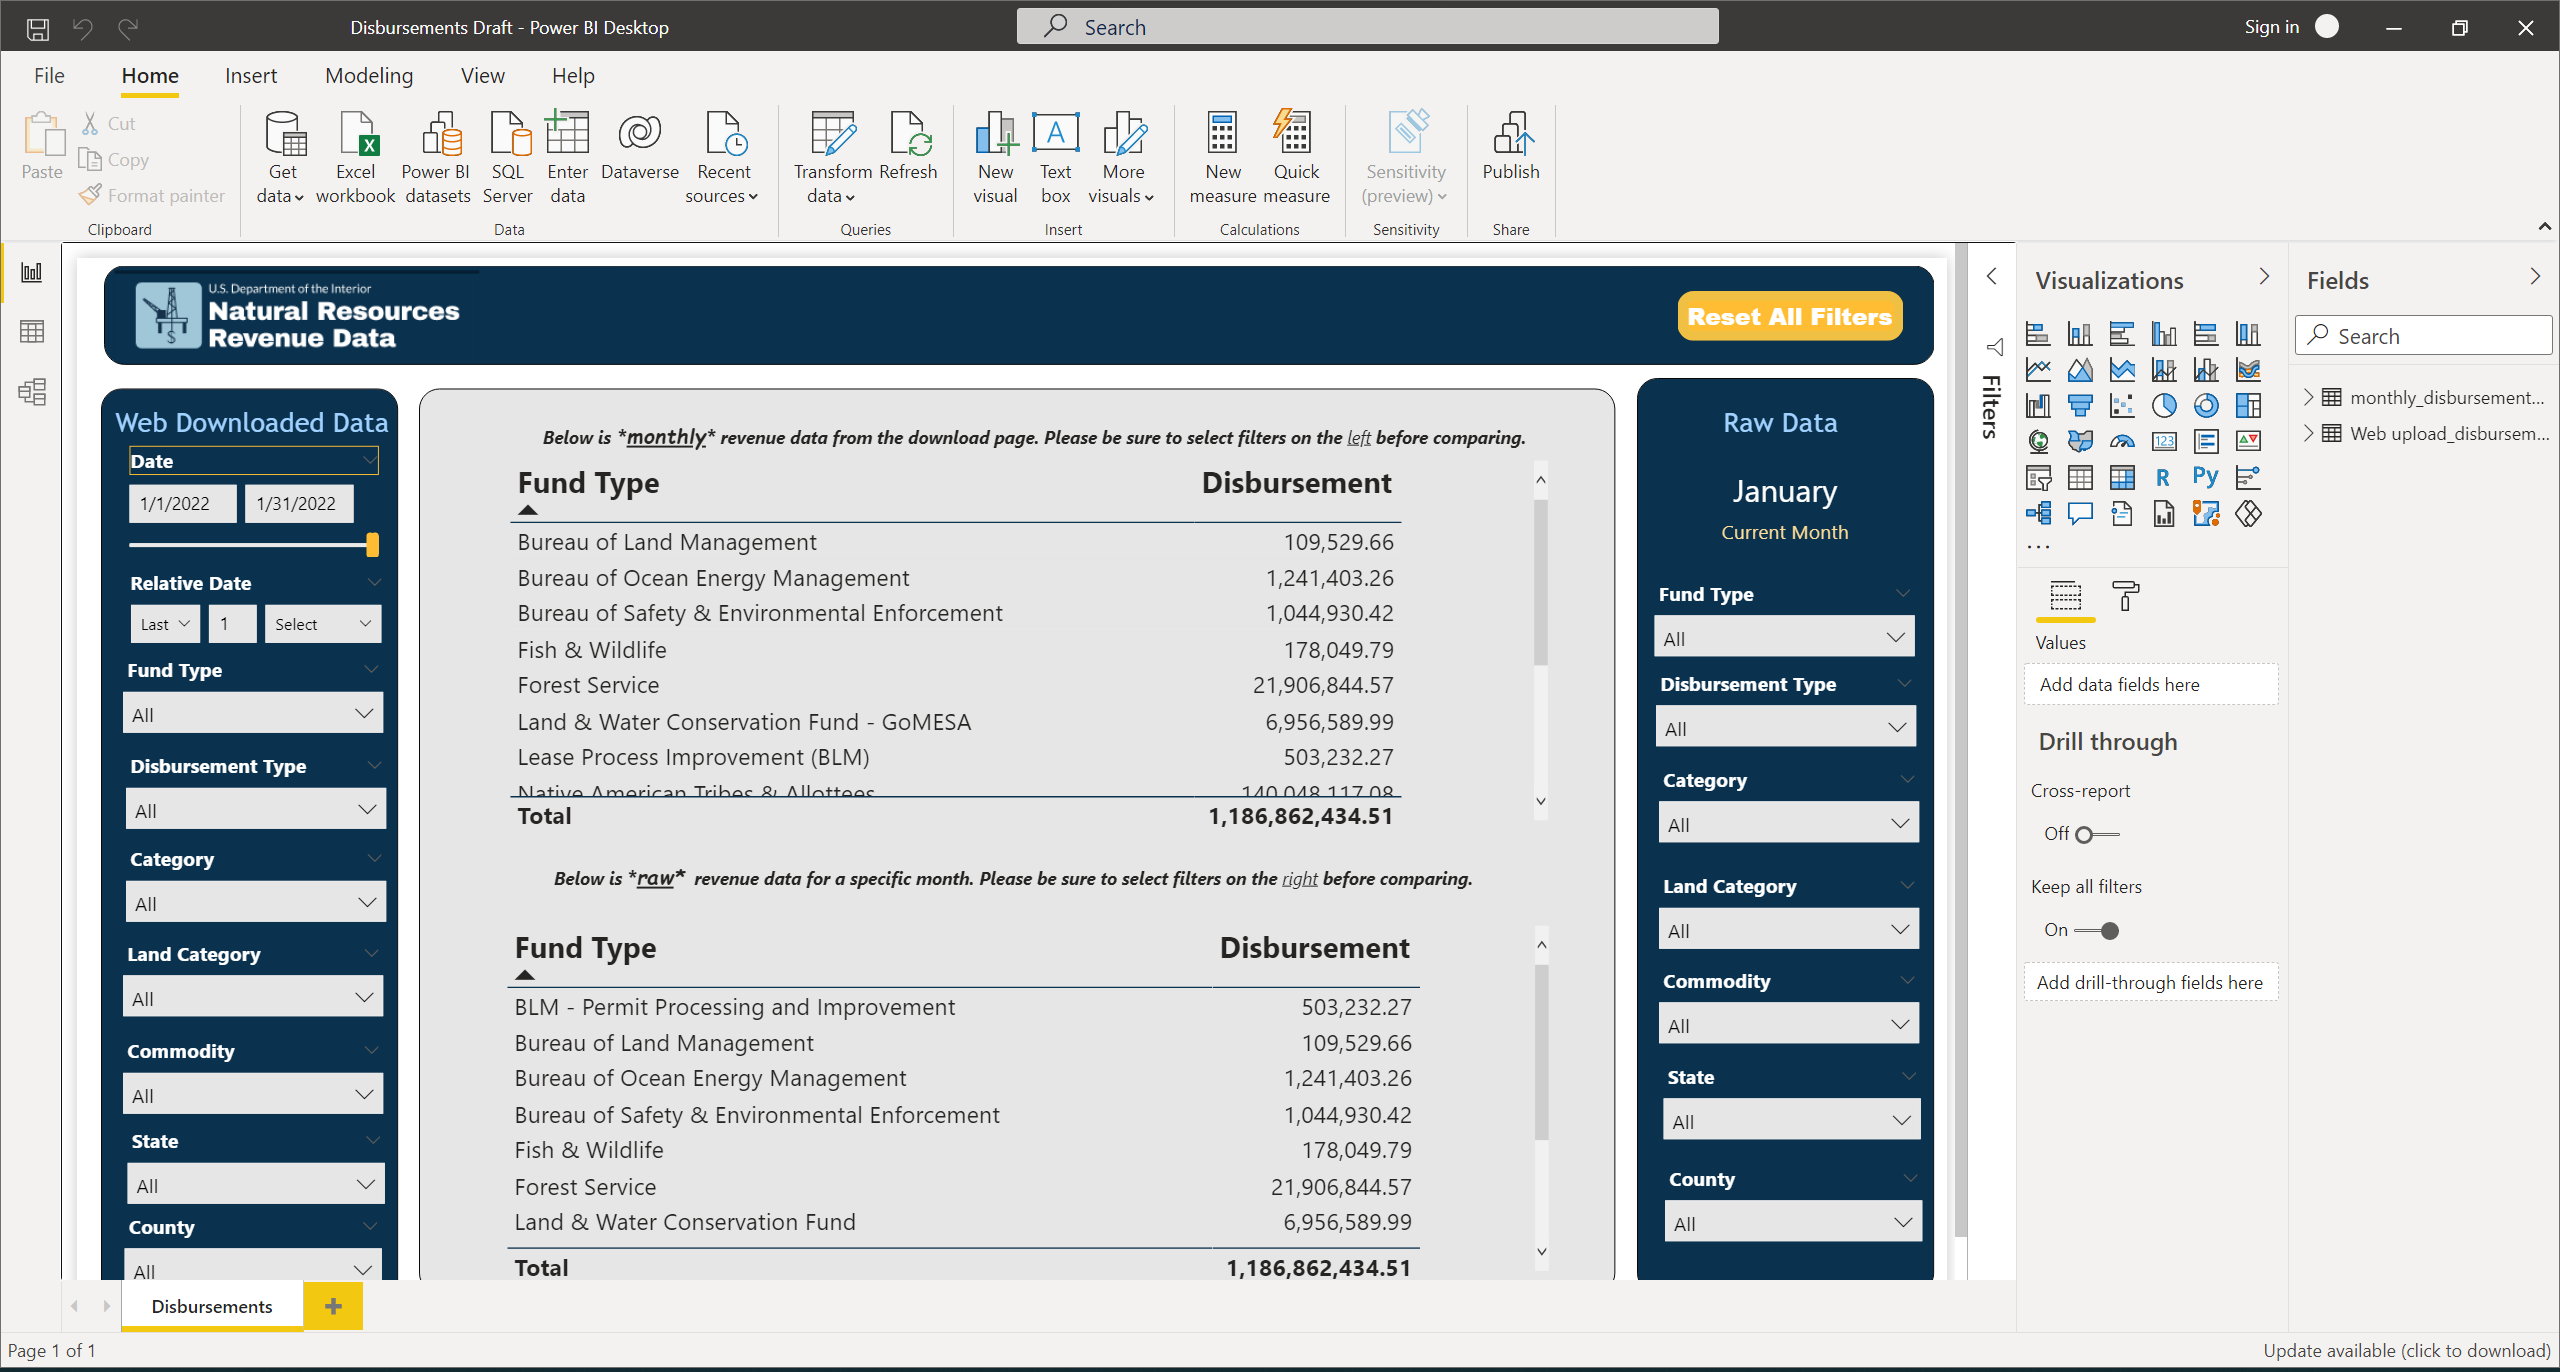 Disbursements Draft - Power BI Desktop
Search
Sign in
File Home Insert Modeling View Help
Paste
Cut
Copy
Format painter
Clipboard
Get data
Excel workbook
Power BI datasets
SQL Server
Enter data
Dataverse
Recent sources
Data
Transform data
Refresh
Queries
New visual
Text box
More visuals
Insert
New measure
Quick measure
Calculations
Sensitivity (preview)
Sensitivity
Publish
Share
U.S. Department of the Interior
Natural Resources
Revenue Data
Reset All Filters
Web Downloaded Data
Date
1/1/2022 1/31/2022
Relative Date
Last 1 Select
Fund Type
All
Disbursement Type
All
Category
All
Land Category
All
Commodity
All
State
All
County
All
Below is *monthly* revenue data from the download page. Please be sure to select filters on the left before comparing.
Fund Type Disbursement
Bureau of Land Management 109,529.66
Bureau of Ocean Energy Management 1,241,403.26
Bureau of Safety & Environmental Enforcement 1,044,930.42
Fish & Wildlife 178,049.79
Forest Service 21,906,844.57
Land & Water Conservation Fund - GoMESA 6,956,589.99
Lease Process Improvement (BLM) 503,232.27
Native American Tribes & Allottees 140,048,117.08
Total 1,186,862,434.51
Below is *raw* revenue data for a specific month. Please be sure to select filters on the right before comparing.
Fund Type Disbursement
BLM - Permit Processing and Improvement 503,232.27
Bureau of Land Management 109,529.66
Bureau of Ocean Energy Management 1,241,403.26
Bureau of Safety & Environmental Enforcement 1,044,930.42
Fish & Wildlife 178,049.79
Forest Service 21,906,844.57
Land & Water Conservation Fund 6,956,589.99
Total 1,186,862,434.51
Raw Data
January
Current Month
Fund Type
All
Disbursement Type
All
Category
All
Land Category
All
Commodity
All
State
All
County
All
Filters
Visualizations
123
R
Py
...
Values
Add data fields here
Drill through
Cross-report
Off
Keep all filters
On
Add drill-through fields here
Fields
Search
monthly_disbursement...
Web upload_disbursem...
Disbursements
+
Page 1 of 1
Update available (click to download)